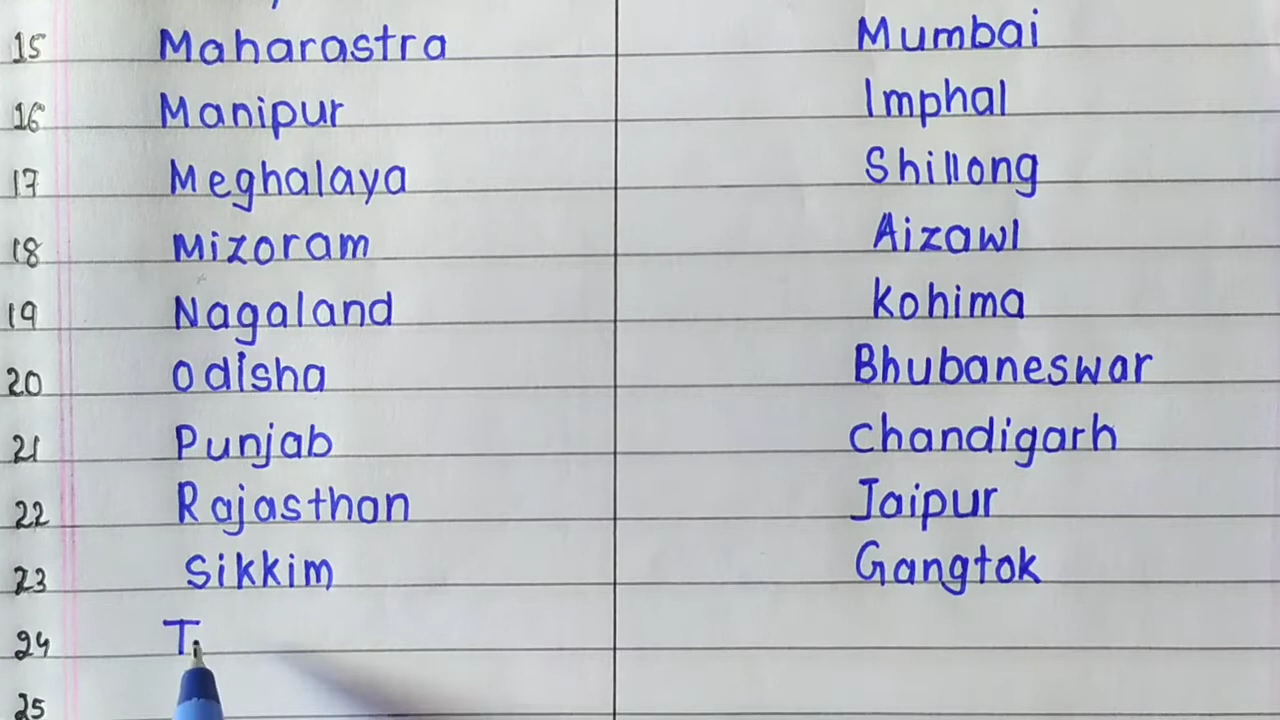 15 Maharastra Mumbai
16 Manipur Imphal
17 Meghalaya Shillong
18 Mizoram Aizawl
19 Nagaland Kohima
20 Odisha Bhubaneswar
21 Punjab Chandigarh
22 Rajasthan Jaipur
23 Sikkim Gangtok
24 T
25